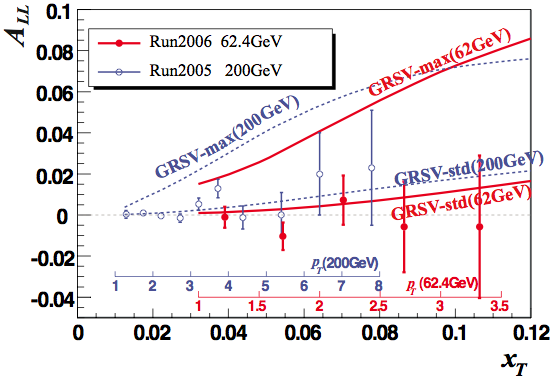 A_LL
0.1
0.08
0.06
0.04
0.02
0
-0.02
-0.04
Run2006 62.4GeV
Run2005 200GeV
GRSV-max(62GeV)
GRSV-max(200GeV)
GRSV-std(200GeV)
GRSV-std(62GeV)
p_T(200GeV)
1 2 3 4 5 6 7 8
p_T(62.4GeV)
1 1.5 2 2.5 3 3.5
0 0.02 0.04 0.06 0.08 0.1 0.12
x_T